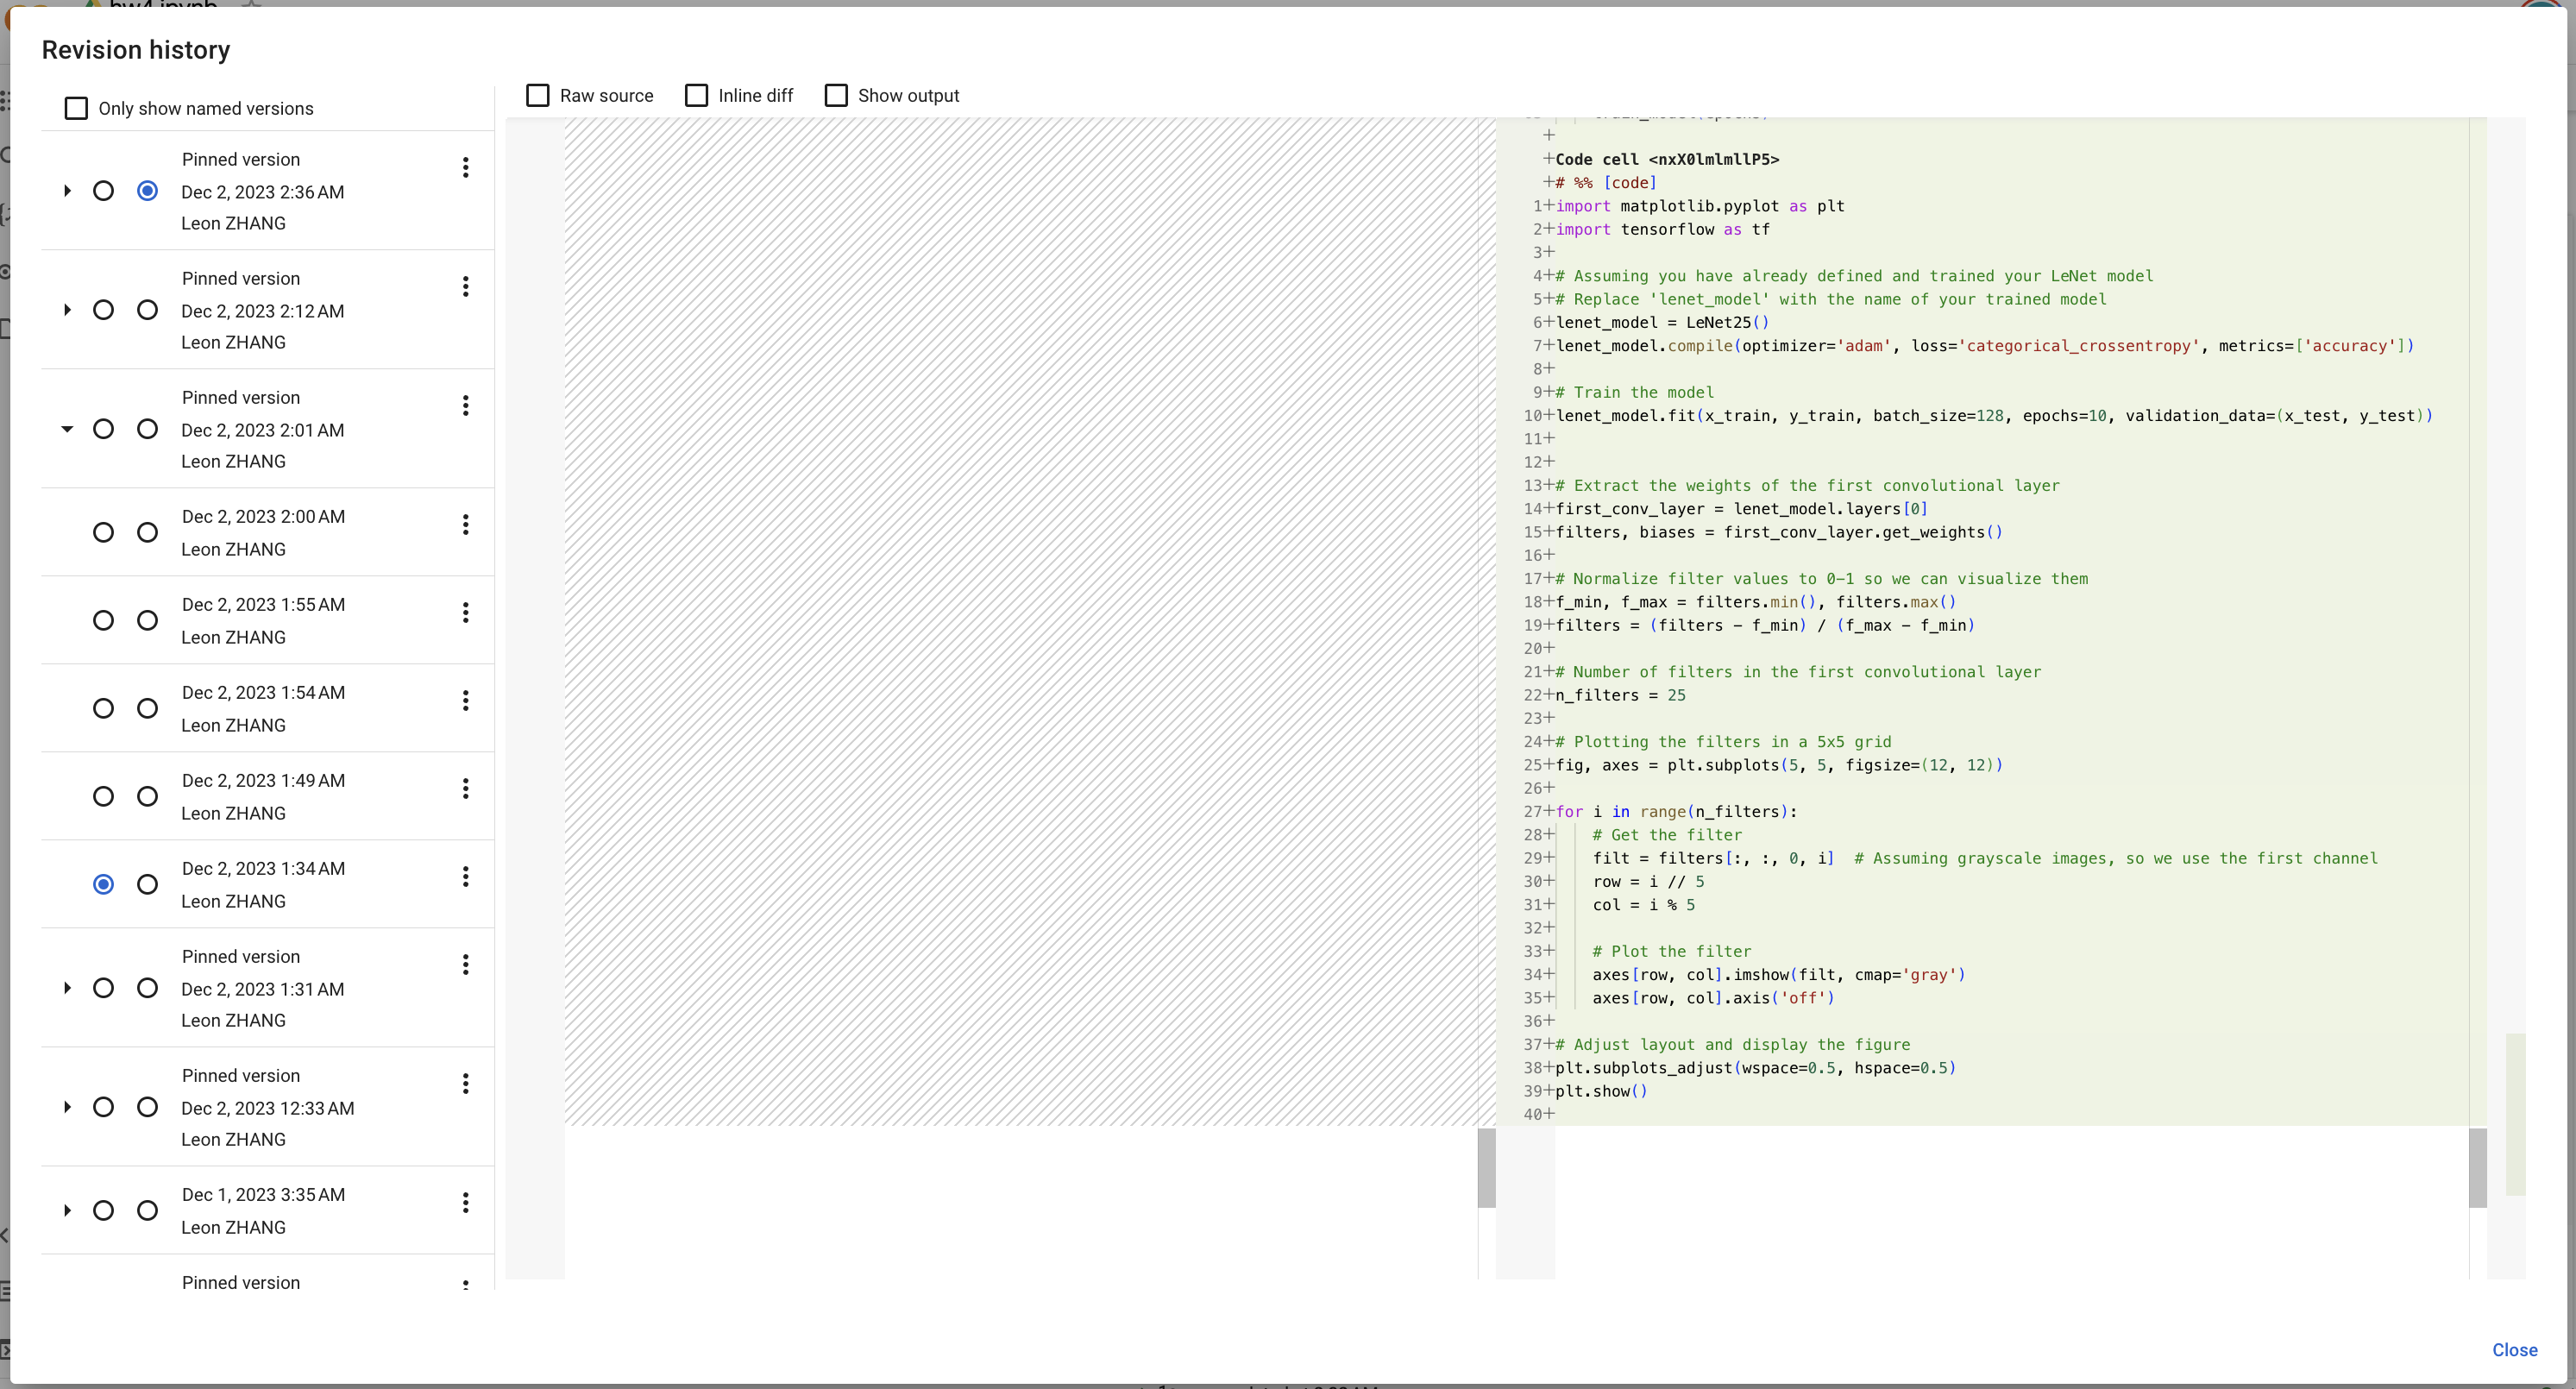 hw4.ipynb
Revision history
Only show named versions
Raw source
Inline diff
Show output
Pinned version
Dec 2, 2023 2:36 AM
Leon ZHANG
Pinned version
Dec 2, 2023 2:12 AM
Leon ZHANG
Pinned version
Dec 2, 2023 2:01 AM
Leon ZHANG
Dec 2, 2023 2:00 AM
Leon ZHANG
Dec 2, 2023 1:55 AM
Leon ZHANG
Dec 2, 2023 1:54 AM
Leon ZHANG
Dec 2, 2023 1:49 AM
Leon ZHANG
Dec 2, 2023 1:34 AM
Leon ZHANG
Pinned version
Dec 2, 2023 1:31 AM
Leon ZHANG
Pinned version
Dec 2, 2023 12:33 AM
Leon ZHANG
Dec 1, 2023 3:35 AM
Leon ZHANG
Pinned version
+
+Code cell <nxX0lmlmllP5>
+# %% [code]
1+import matplotlib.pyplot as plt
2+import tensorflow as tf
3+
4+# Assuming you have already defined and trained your LeNet model
5+# Replace 'lenet_model' with the name of your trained model
6+lenet_model = LeNet25()
7+lenet_model.compile(optimizer='adam', loss='categorical_crossentropy', metrics=['accuracy'])
8+
9+# Train the model
10+lenet_model.fit(x_train, y_train, batch_size=128, epochs=10, validation_data=(x_test, y_test))
11+
12+
13+# Extract the weights of the first convolutional layer
14+first_conv_layer = lenet_model.layers[0]
15+filters, biases = first_conv_layer.get_weights()
16+
17+# Normalize filter values to 0-1 so we can visualize them
18+f_min, f_max = filters.min(), filters.max()
19+filters = (filters - f_min) / (f_max - f_min)
20+
21+# Number of filters in the first convolutional layer
22+n_filters = 25
23+
24+# Plotting the filters in a 5x5 grid
25+fig, axes = plt.subplots(5, 5, figsize=(12, 12))
26+
27+for i in range(n_filters):
28+    # Get the filter
29+    filt = filters[:, :, 0, i]  # Assuming grayscale images, so we use the first channel
30+    row = i // 5
31+    col = i % 5
32+
33+    # Plot the filter
34+    axes[row, col].imshow(filt, cmap='gray')
35+    axes[row, col].axis('off')
36+
37+# Adjust layout and display the figure
38+plt.subplots_adjust(wspace=0.5, hspace=0.5)
39+plt.show()
40+
Close